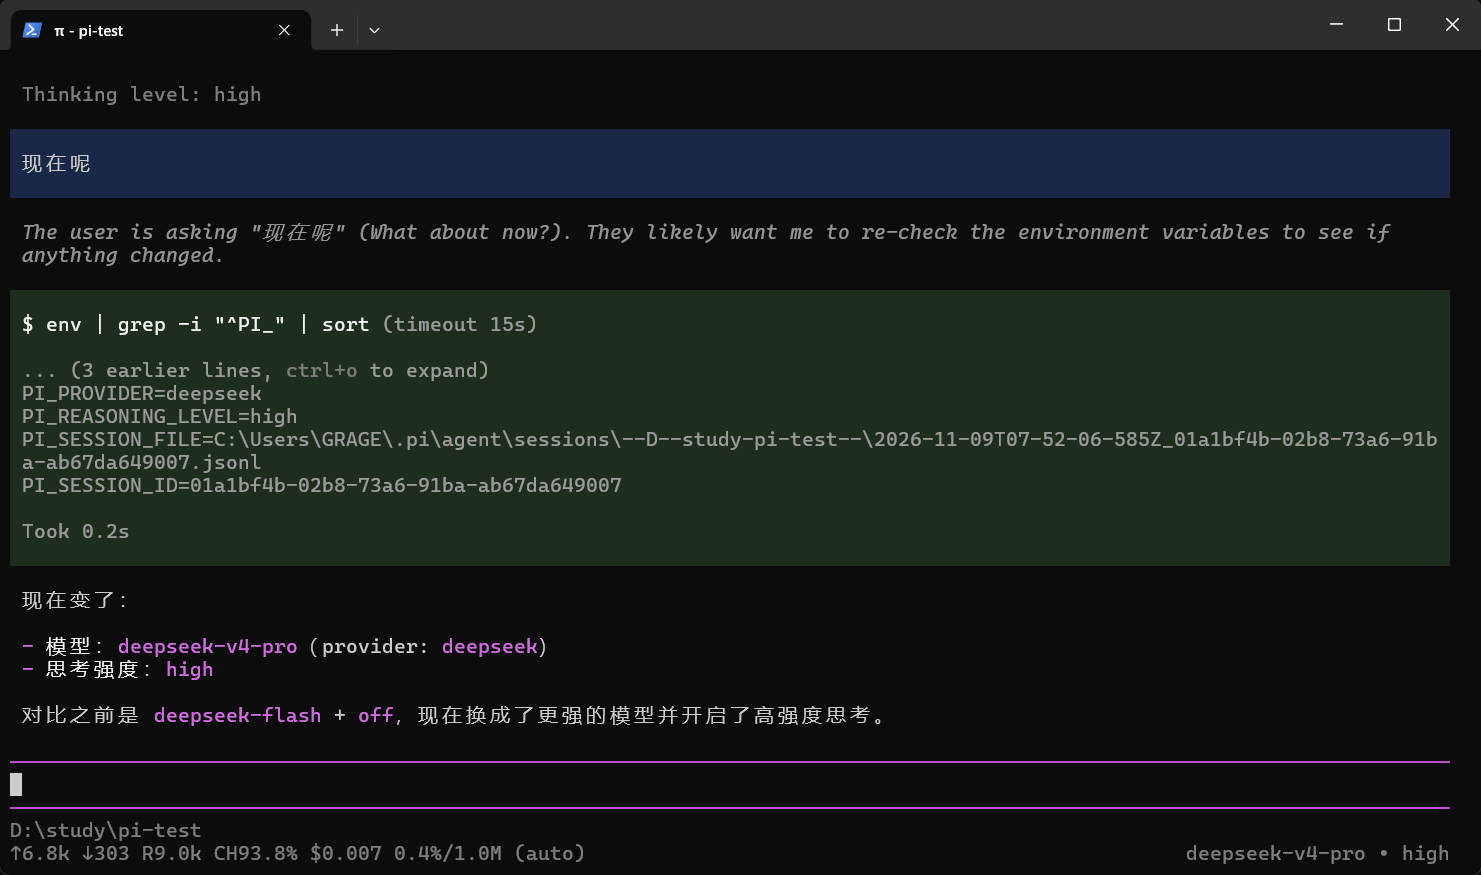 π - pi-test
Thinking level: high
现在呢
The user is asking "现在呢" (What about now?). They likely want me to re-check the environment variables to see if
anything changed.
$ env | grep -i "^PI_" | sort (timeout 15s)
... (3 earlier lines, ctrl+o to expand)
PI_PROVIDER=deepseek
PI_REASONING_LEVEL=high
PI_SESSION_FILE=C:\Users\GRAGE\.pi\agent\sessions\--D--study-pi-test--\2026-11-09T07-52-06-585Z_01a1bf4b-02b8-73a6-91b
a-ab67da649007.jsonl
PI_SESSION_ID=01a1bf4b-02b8-73a6-91ba-ab67da649007
Took 0.2s
现在变了：
- 模型：deepseek-v4-pro（provider: deepseek）
- 思考强度：high
对比之前是 deepseek-flash + off，现在换成了更强的模型并开启了高强度思考。
D:\study\pi-test
↑6.8k ↓303 R9.0k CH93.8% $0.007 0.4%/1.0M (auto) deepseek-v4-pro • high